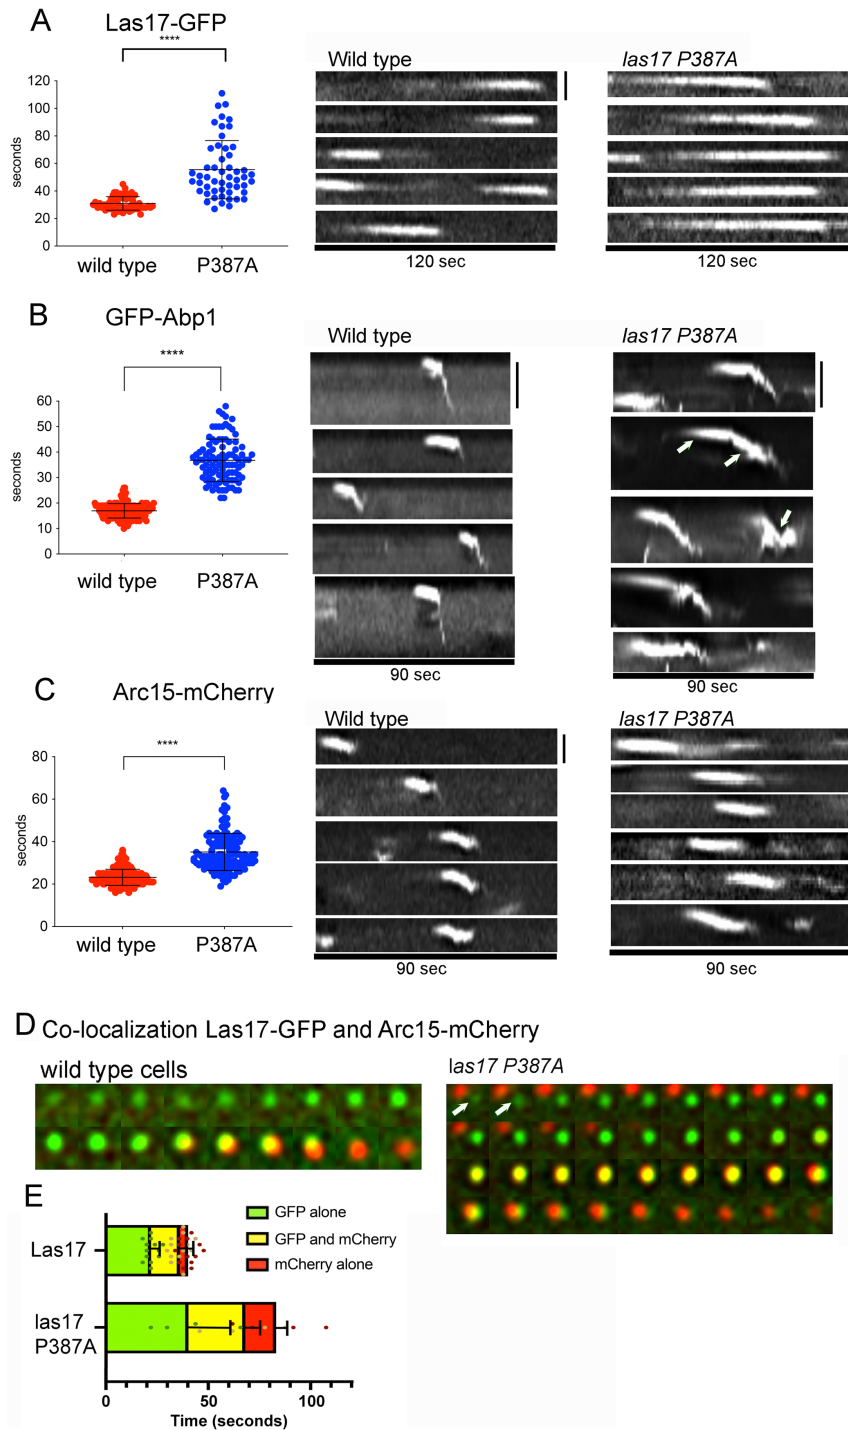 A
Las17-GFP
****
seconds
120
100
80
60
40
20
0
wild type
P387A
Wild type
120 sec
las17 P387A
120 sec
B
GFP-Abp1
****
seconds
60
50
40
30
20
10
0
wild type
P387A
Wild type
90 sec
las17 P387A
90 sec
C
Arc15-mCherry
****
seconds
80
60
40
20
0
wild type
P387A
Wild type
90 sec
las17 P387A
90 sec
D Co-localization Las17-GFP and Arc15-mCherry
wild type cells
las17 P387A
E
GFP alone
GFP and mCherry
mCherry alone
Las17
las17
P387A
0 50 100
Time (seconds)